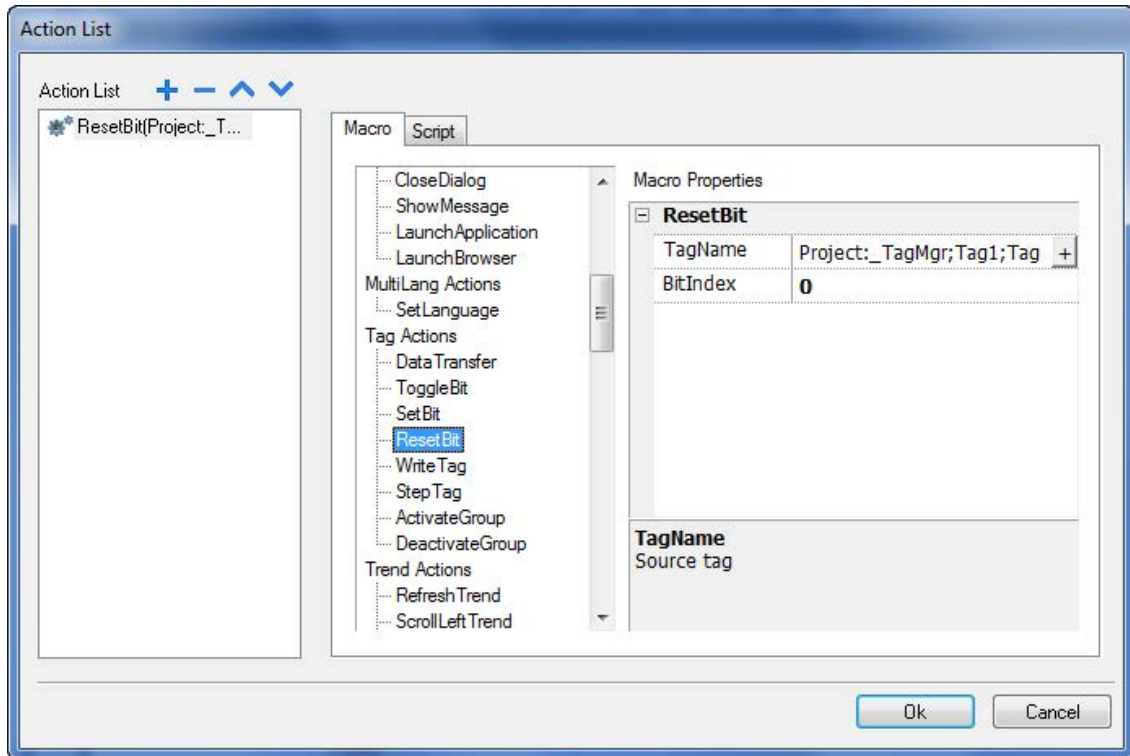 Action List
Action List
ResetBit(Project:_T...
Macro
Script
CloseDialog
ShowMessage
LaunchApplication
LaunchBrowser
MultiLang Actions
SetLanguage
Tag Actions
DataTransfer
ToggleBit
SetBit
ResetBit
WriteTag
StepTag
ActivateGroup
DeactivateGroup
Trend Actions
RefreshTrend
ScrollLeftTrend
Macro Properties
ResetBit
TagName Project:_TagMgr;Tag1;Tag +
BitIndex 0
TagName
Source tag
Ok
Cancel